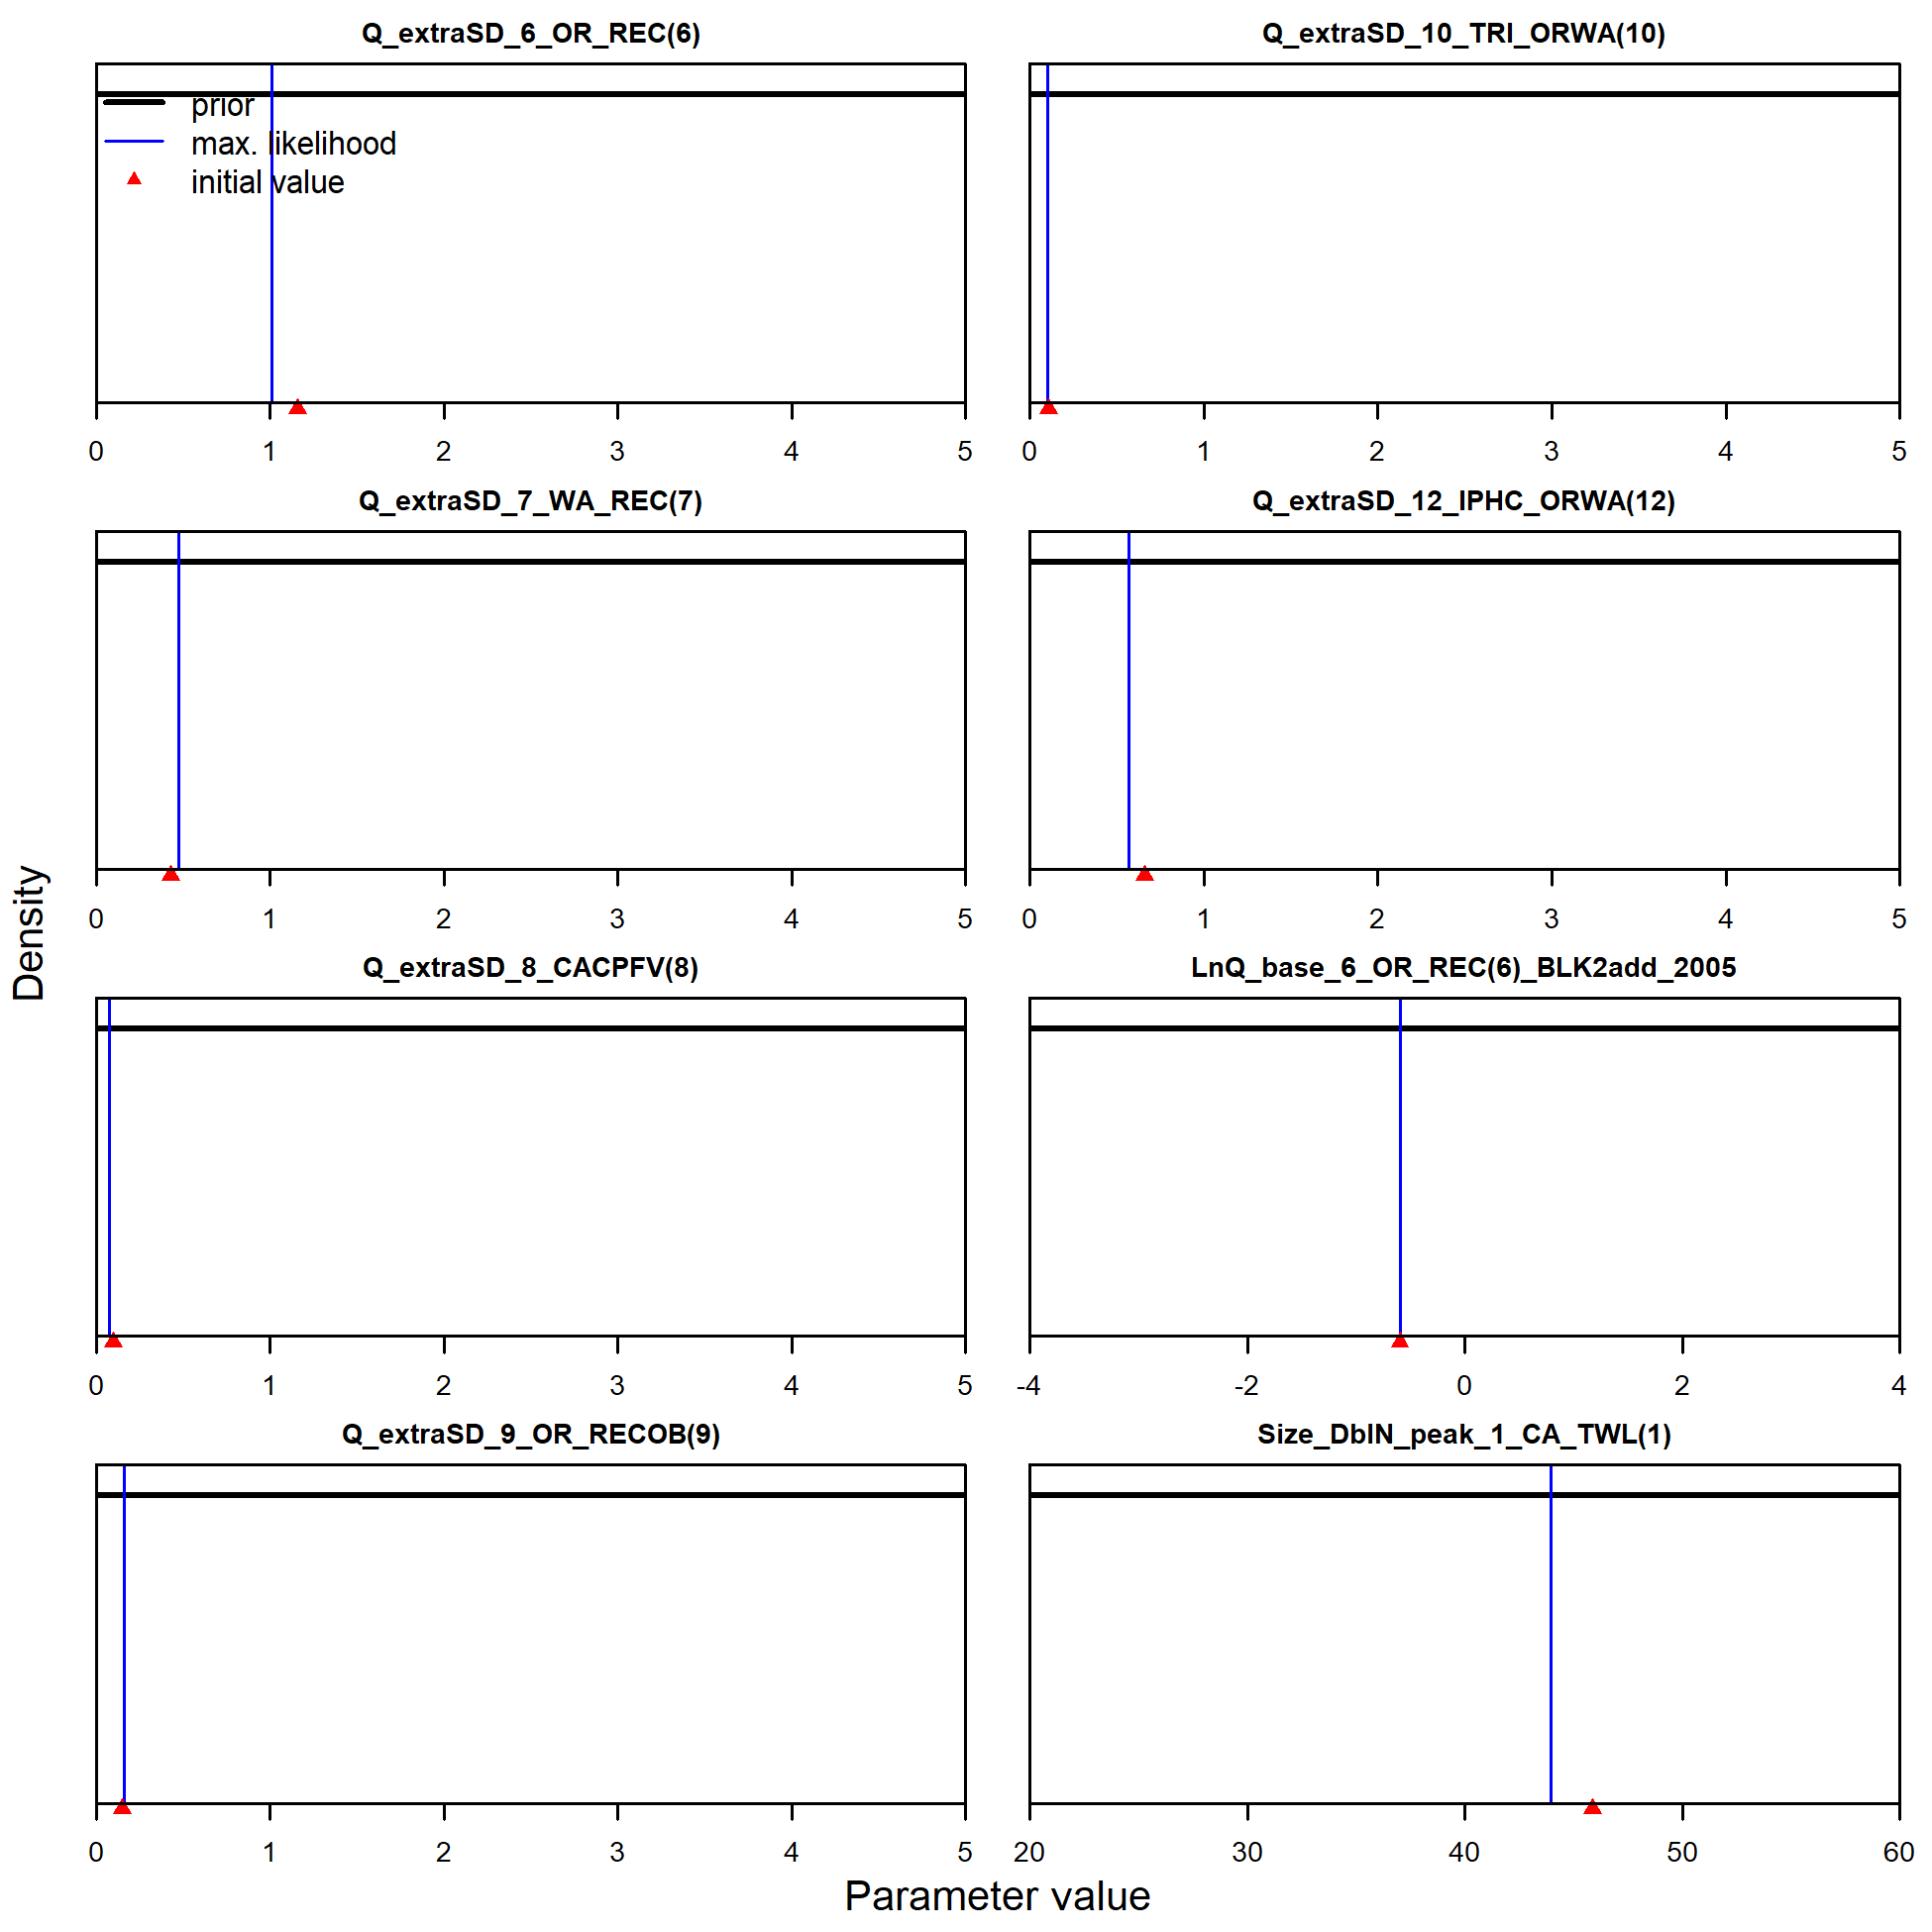 Q_extraSD_6_OR_REC(6)
prior
max. likelihood
initial value
0 1 2 3 4 5
Q_extraSD_10_TRI_ORWA(10)
0 1 2 3 4 5
Q_extraSD_7_WA_REC(7)
0 1 2 3 4 5
Q_extraSD_12_IPHC_ORWA(12)
0 1 2 3 4 5
Q_extraSD_8_CACPFV(8)
0 1 2 3 4 5
LnQ_base_6_OR_REC(6)_BLK2add_2005
-4 -2 0 2 4
Q_extraSD_9_OR_RECOB(9)
0 1 2 3 4 5
Size_DblN_peak_1_CA_TWL(1)
20 30 40 50 60
Density
Parameter value